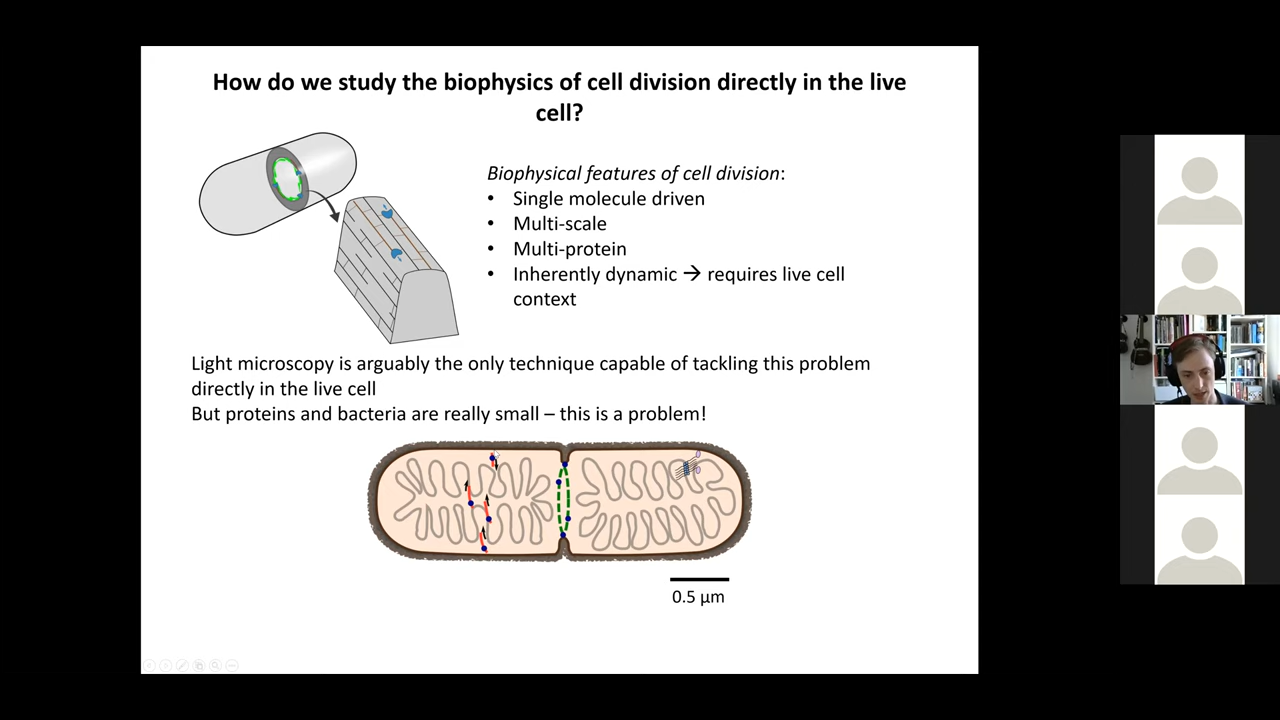 How do we study the biophysics of cell division directly in the live
cell?
Biophysical features of cell division:
• Single molecule driven
• Multi-scale
• Multi-protein
• Inherently dynamic → requires live cell
context
Light microscopy is arguably the only technique capable of tackling this problem
directly in the live cell
But proteins and bacteria are really small – this is a problem!
0.5 µm